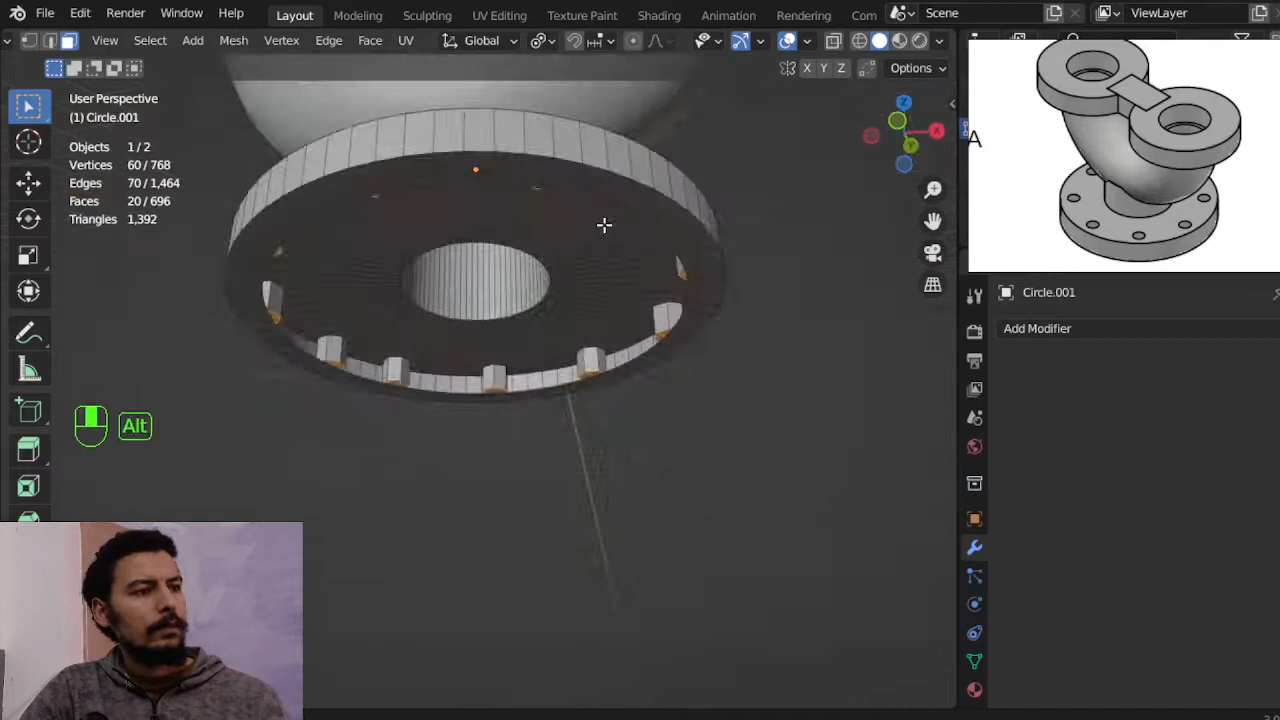 File Edit Render Window Help Layout Modeling Sculpting UV Editing Texture Paint Shading Animation Rendering Com Scene ViewLayer
View Select Add Mesh Vertex Edge Face UV Global
X Y Z Options
User Perspective
(1) Circle.001
Objects 1 / 2
Vertices 60 / 768
Edges 70 / 1,464
Faces 20 / 696
Triangles 1,392
Z
X
Y
A
Circle.001
Add Modifier
Alt